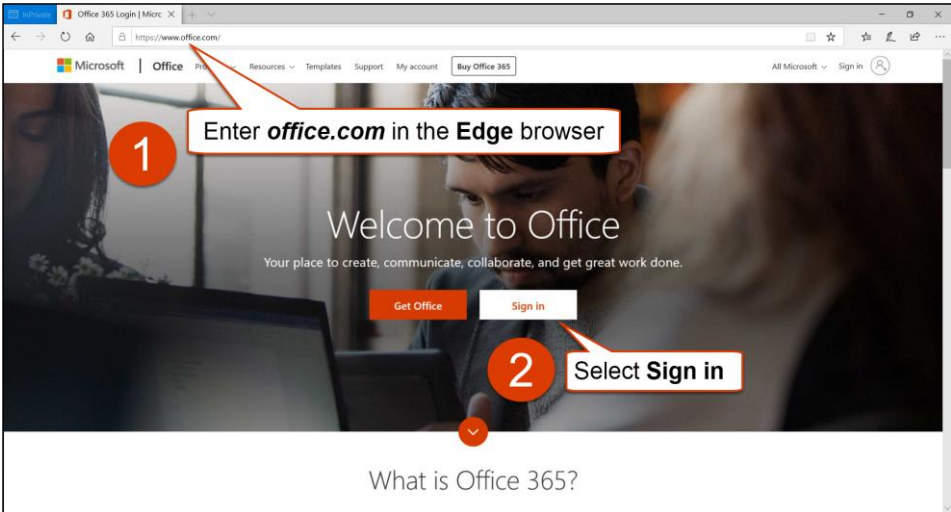 InPrivate
Office 365 Login | Micrc
https://www.office.com/
Microsoft | Office Resources Templates Support My account Buy Office 365 All Microsoft Sign in
1
Enter office.com in the Edge browser
Welcome to Office
Your place to create, communicate, collaborate, and get great work done.
Get Office Sign in
2 Select Sign in
What is Office 365?